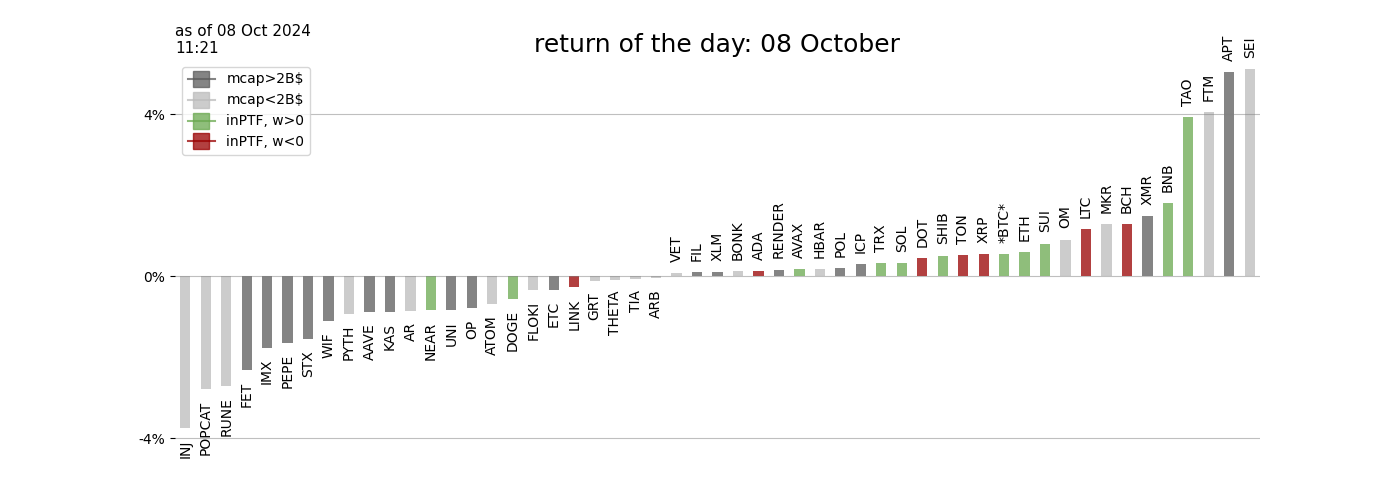 as of 08 Oct 2024
11:21
return of the day: 08 October
mcap>2B$
mcap<2B$
inPTF, w>0
inPTF, w<0
4%
0%
-4%
INJ
POPCAT
RUNE
FET
IMX
PEPE
STX
WIF
PYTH
AAVE
KAS
AR
NEAR
UNI
OP
ATOM
DOGE
FLOKI
ETC
LINK
GRT
THETA
TIA
ARB
VET
FIL
XLM
BONK
ADA
RENDER
AVAX
HBAR
POL
ICP
TRX
SOL
DOT
SHIB
TON
XRP
*BTC*
ETH
SUI
OM
LTC
MKR
BCH
XMR
BNB
TAO
FTM
APT
SEI